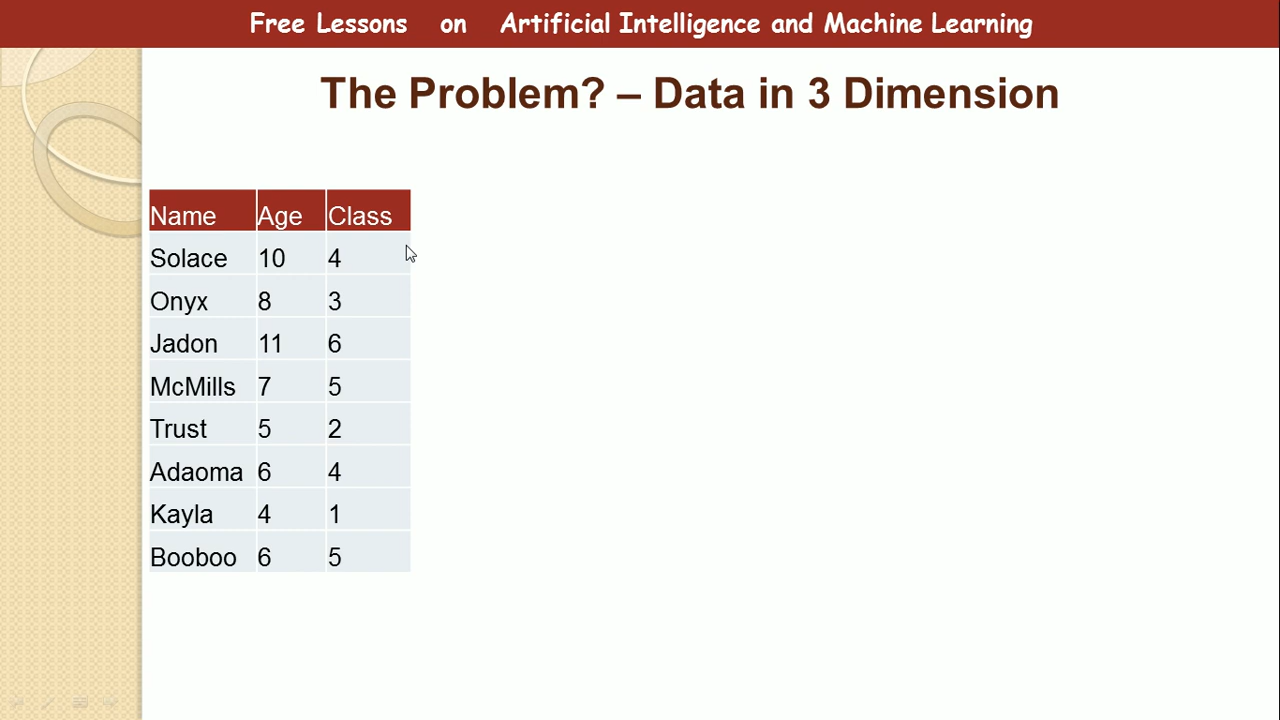 Free Lessons on Artificial Intelligence and Machine Learning
The Problem? – Data in 3 Dimension
Name Age Class
Solace 10 4
Onyx 8 3
Jadon 11 6
McMills 7 5
Trust 5 2
Adaoma 6 4
Kayla 4 1
Booboo 6 5